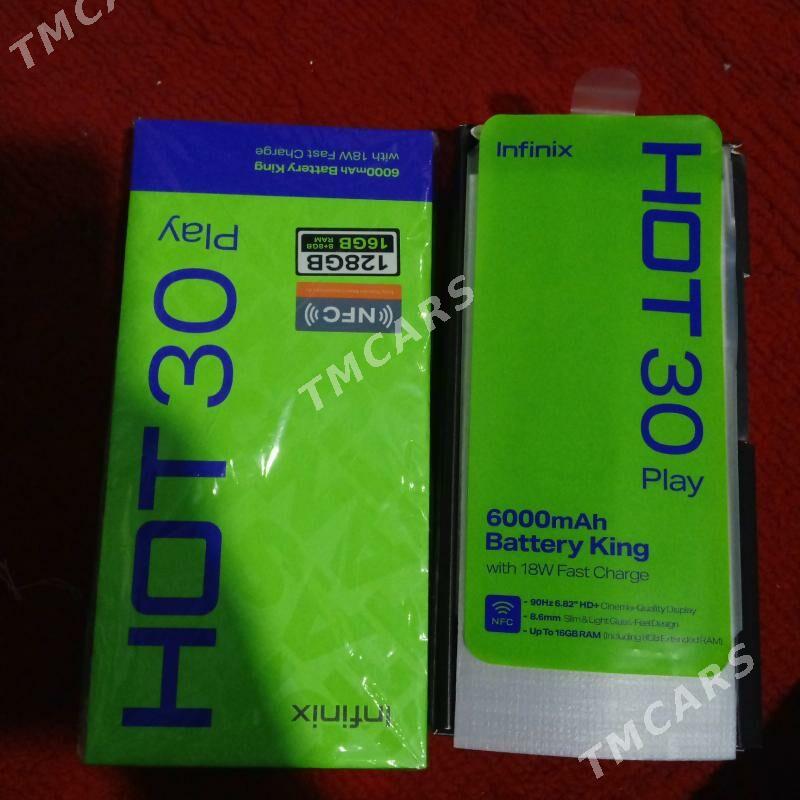 TMCARS
6000mAh Battery King
with 18W Fast Charge
HOT 30
Play
128GB
8+8GB
16GB RAM
NFC
Infinix
TMCARS
Infinix
HOT 30
Play
6000mAh
Battery King
with 18W Fast Charge
NFC
- 90Hz 6.82" HD+ Cinema-Quality Display
- 8.6mm Slim & Light Glass-Feel Design
- Up To 16GB RAM (Including 8GB Extended RAM)
TMCARS